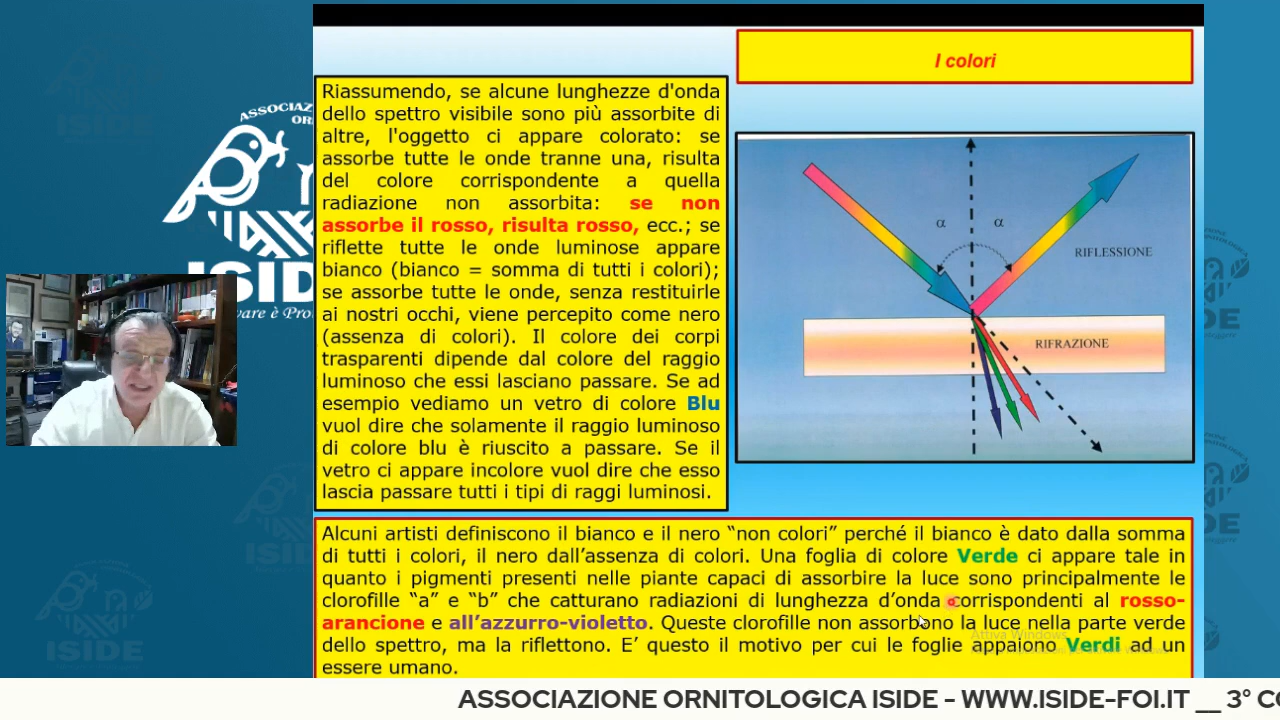 I colori
Riassumendo, se alcune lunghezze d'onda
dello spettro visibile sono più assorbite di
altre, l'oggetto ci appare colorato: se
assorbe tutte le onde tranne una, risulta
del colore corrispondente a quella
radiazione non assorbita: se non
assorbe il rosso, risulta rosso, ecc.; se
riflette tutte le onde luminose appare
bianco (bianco = somma di tutti i colori);
se assorbe tutte le onde, senza restituirle
ai nostri occhi, viene percepito come nero
(assenza di colori). Il colore dei corpi
trasparenti dipende dal colore del raggio
luminoso che essi lasciano passare. Se ad
esempio vediamo un vetro di colore Blu
vuol dire che solamente il raggio luminoso
di colore blu è riuscito a passare. Se il
vetro ci appare incolore vuol dire che esso
lascia passare tutti i tipi di raggi luminosi.
α
α
RIFLESSIONE
RIFRAZIONE
Alcuni artisti definiscono il bianco e il nero “non colori” perché il bianco è dato dalla somma
di tutti i colori, il nero dall’assenza di colori. Una foglia di colore Verde ci appare tale in
quanto i pigmenti presenti nelle piante capaci di assorbire la luce sono principalmente le
clorofille “a” e “b” che catturano radiazioni di lunghezza d’onda corrispondenti al rosso-
arancione e all’azzurro-violetto. Queste clorofille non assorbono la luce nella parte verde
dello spettro, ma la riflettono. E’ questo il motivo per cui le foglie appaiono Verdi ad un
essere umano.
Attiva Windows
ASSOCIAZ
OR
ISID
are è Pro
ISIDE
ISIDE
ISIDE
ASSOCIAZIONE ORNITOLOGICA ISIDE - WWW.ISIDE-FOI.IT __ 3° CO